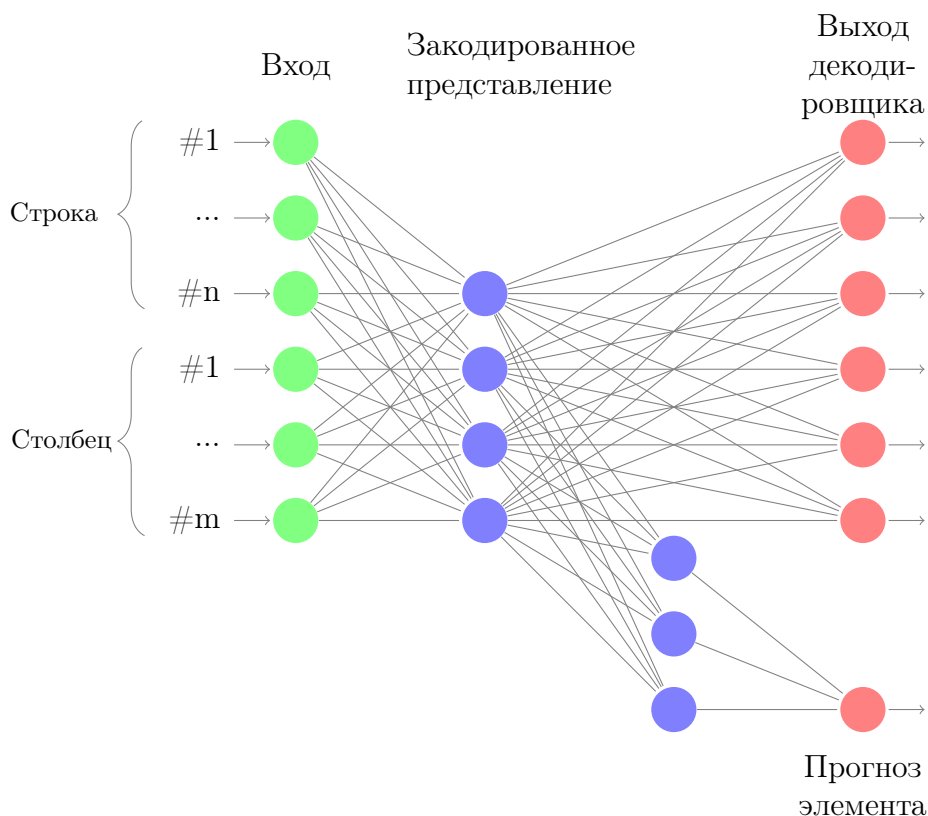 Вход
Закодированное
представление
Выход
декоди-
ровщика
Строка
#1
...
#n
Столбец
#1
...
#m
Прогноз
элемента